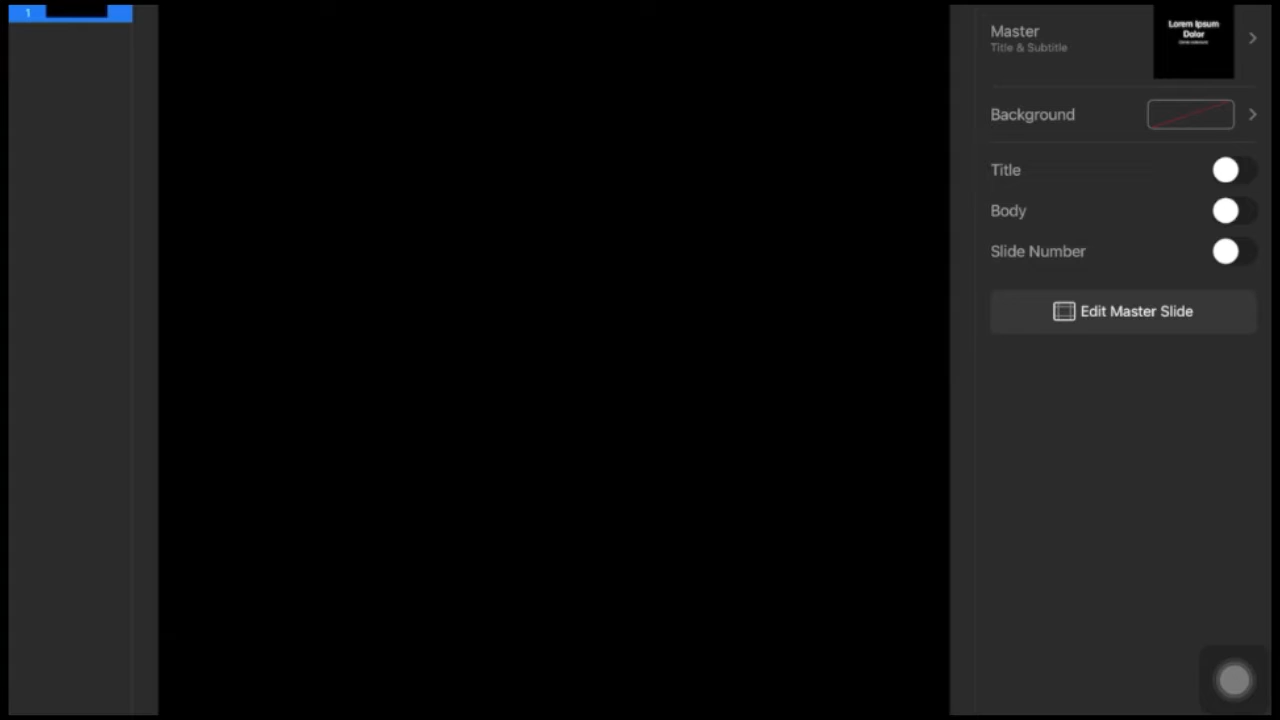 1
Master
Title & Subtitle
Lorem Ipsum
Dolor
Background
Title
Body
Slide Number
Edit Master Slide